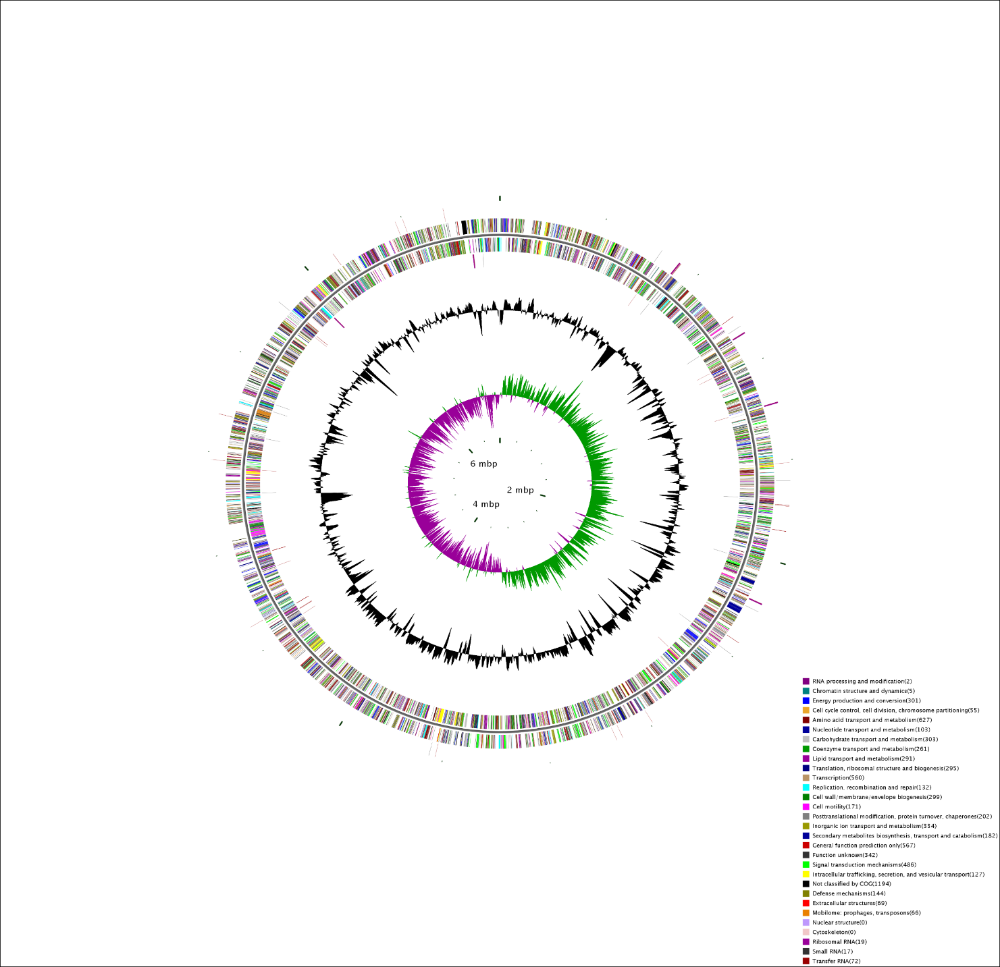 6 mbp
2 mbp
4 mbp
RNA processing and modification(2)
Chromatin structure and dynamics(5)
Energy production and conversion(301)
Cell cycle control, cell division, chromosome partitioning(55)
Amino acid transport and metabolism(627)
Nucleotide transport and metabolism(103)
Carbohydrate transport and metabolism(303)
Coenzyme transport and metabolism(261)
Lipid transport and metabolism(291)
Translation, ribosomal structure and biogenesis(295)
Transcription(560)
Replication, recombination and repair(132)
Cell wall/membrane/envelope biogenesis(299)
Cell motility(171)
Posttranslational modification, protein turnover, chaperones(202)
Inorganic ion transport and metabolism(334)
Secondary metabolites biosynthesis, transport and catabolism(182)
General function prediction only(567)
Function unknown(342)
Signal transduction mechanisms(486)
Intracellular trafficking, secretion, and vesicular transport(127)
Not classified by COG(1194)
Defense mechanisms(144)
Extracellular structures(69)
Mobilome: prophages, transposons(66)
Nuclear structure(0)
Cytoskeleton(0)
Ribosomal RNA(19)
Small RNA(17)
Transfer RNA(72)